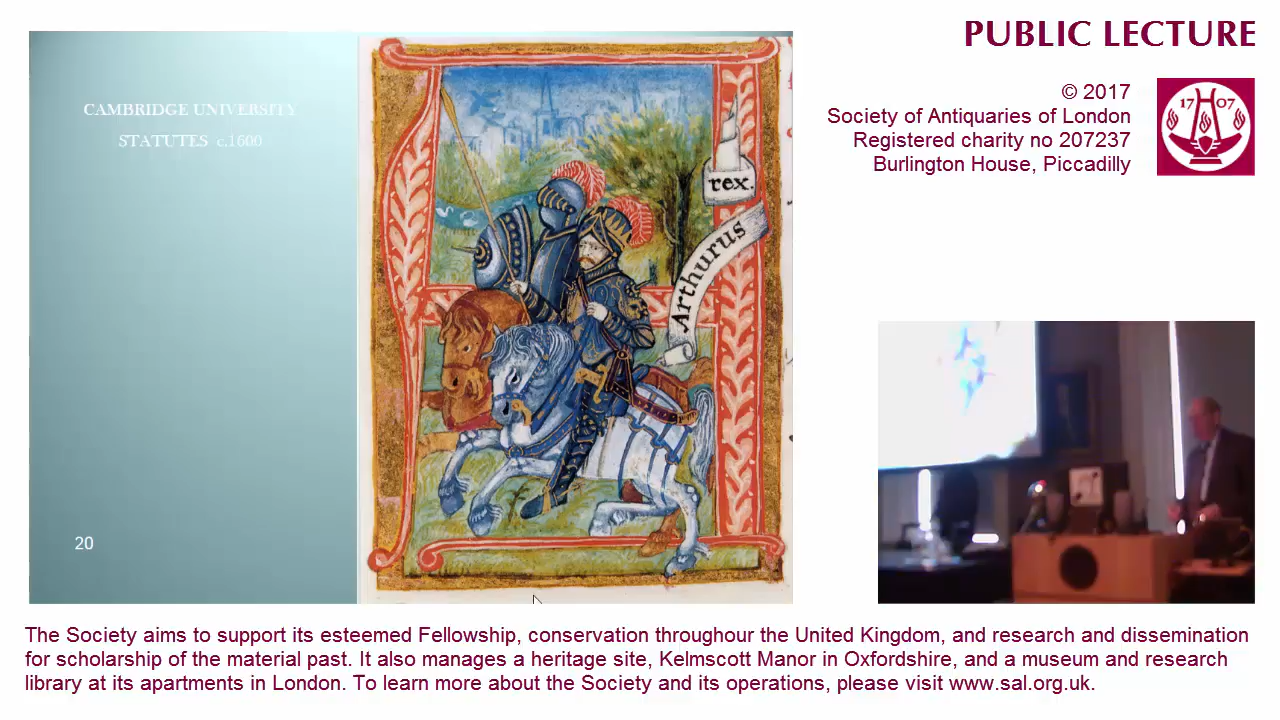 PUBLIC LECTURE
© 2017
Society of Antiquaries of London
Registered charity no 207237
Burlington House, Piccadilly
17 07
CAMBRIDGE UNIVERSITY
STATUTES c.1600
rex.
Arthurus
20
The Society aims to support its esteemed Fellowship, conservation throughour the United Kingdom, and research and dissemination
for scholarship of the material past. It also manages a heritage site, Kelmscott Manor in Oxfordshire, and a museum and research
library at its apartments in London. To learn more about the Society and its operations, please visit www.sal.org.uk.